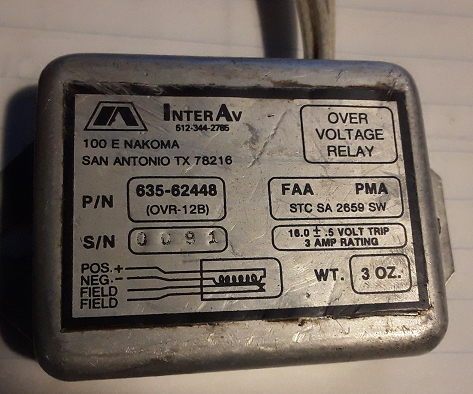 INTERAV
512-344-2785
100 E NAKOMA
SAN ANTONIO TX 78216
OVER
VOLTAGE
RELAY
P/N 635-62448
(OVR-12B)
FAA PMA
STC SA 2659 SW
S/N 0091
16.0 ± .5 VOLT TRIP
3 AMP RATING
POS. +
NEG. -
FIELD
FIELD
WT. 3 OZ.